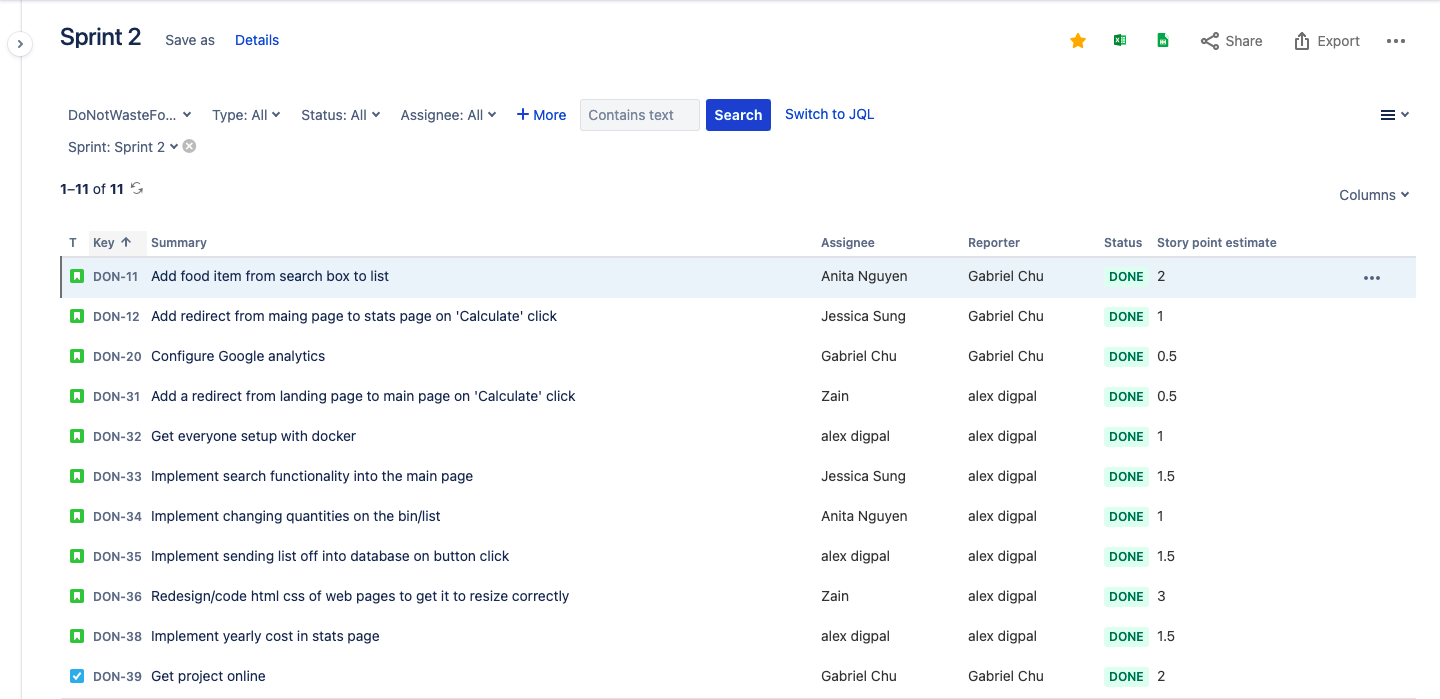 Sprint 2 Save as Details Share Export
DoNotWasteFo... Type: All Status: All Assignee: All + More Contains text Search Switch to JQL
Sprint: Sprint 2
1–11 of 11
Columns
T Key Summary Assignee Reporter Status Story point estimate
DON-11 Add food item from search box to list Anita Nguyen Gabriel Chu DONE 2
DON-12 Add redirect from maing page to stats page on 'Calculate' click Jessica Sung Gabriel Chu DONE 1
DON-20 Configure Google analytics Gabriel Chu Gabriel Chu DONE 0.5
DON-31 Add a redirect from landing page to main page on 'Calculate' click Zain alex digpal DONE 0.5
DON-32 Get everyone setup with docker alex digpal alex digpal DONE 1
DON-33 Implement search functionality into the main page Jessica Sung alex digpal DONE 1.5
DON-34 Implement changing quantities on the bin/list Anita Nguyen alex digpal DONE 1
DON-35 Implement sending list off into database on button click alex digpal alex digpal DONE 1.5
DON-36 Redesign/code html css of web pages to get it to resize correctly Zain alex digpal DONE 3
DON-38 Implement yearly cost in stats page alex digpal alex digpal DONE 1.5
DON-39 Get project online Gabriel Chu Gabriel Chu DONE 2